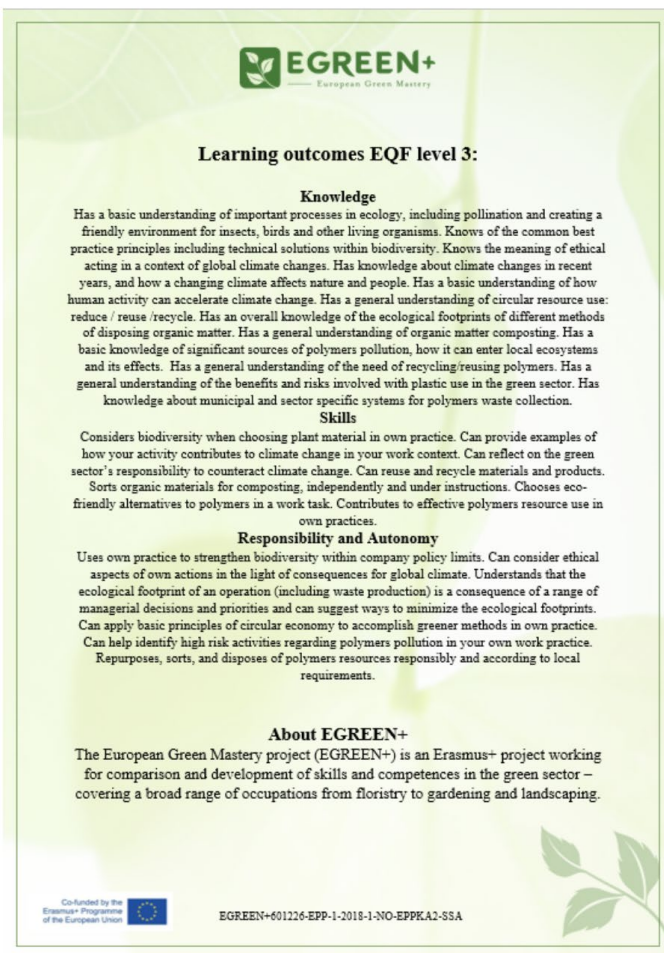 EGREEN+
European Green Mastery
Learning outcomes EQF level 3:
Knowledge
Has a basic understanding of important processes in ecology, including pollination and creating a
friendly environment for insects, birds and other living organisms. Knows of the common best
practice principles including technical solutions within biodiversity. Knows the meaning of ethical
acting in a context of global climate changes. Has knowledge about climate changes in recent
years, and how a changing climate affects nature and people. Has a basic understanding of how
human activity can accelerate climate change. Has a general understanding of circular resource use:
reduce / reuse /recycle. Has an overall knowledge of the ecological footprints of different methods
of disposing organic matter. Has a general understanding of organic matter composting. Has a
basic knowledge of significant sources of polymers pollution, how it can enter local ecosystems
and its effects.  Has a general understanding of the need of recycling/reusing polymers. Has a
general understanding of the benefits and risks involved with plastic use in the green sector. Has
knowledge about municipal and sector specific systems for polymers waste collection.
Skills
Considers biodiversity when choosing plant material in own practice. Can provide examples of
how your activity contributes to climate change in your work context. Can reflect on the green
sector's responsibility to counteract climate change. Can reuse and recycle materials and products.
Sorts organic materials for composting, independently and under instructions. Chooses eco-
friendly alternatives to polymers in a work task. Contributes to effective polymers resource use in
own practices.
Responsibility and Autonomy
Uses own practice to strengthen biodiversity within company policy limits. Can consider ethical
aspects of own actions in the light of consequences for global climate. Understands that the
ecological footprint of an operation (including waste production) is a consequence of a range of
managerial decisions and priorities and can suggest ways to minimize the ecological footprints.
Can apply basic principles of circular economy to accomplish greener methods in own practice.
Can help identify high risk activities regarding polymers pollution in your own work practice.
Repurposes, sorts, and disposes of polymers resources responsibly and according to local
requirements.
About EGREEN+
The European Green Mastery project (EGREEN+) is an Erasmus+ project working
for comparison and development of skills and competences in the green sector –
covering a broad range of occupations from floristry to gardening and landscaping.
Co-funded by the
Erasmus+ Programme
of the European Union
EGREEN+601226-EPP-1-2018-1-NO-EPPKA2-SSA